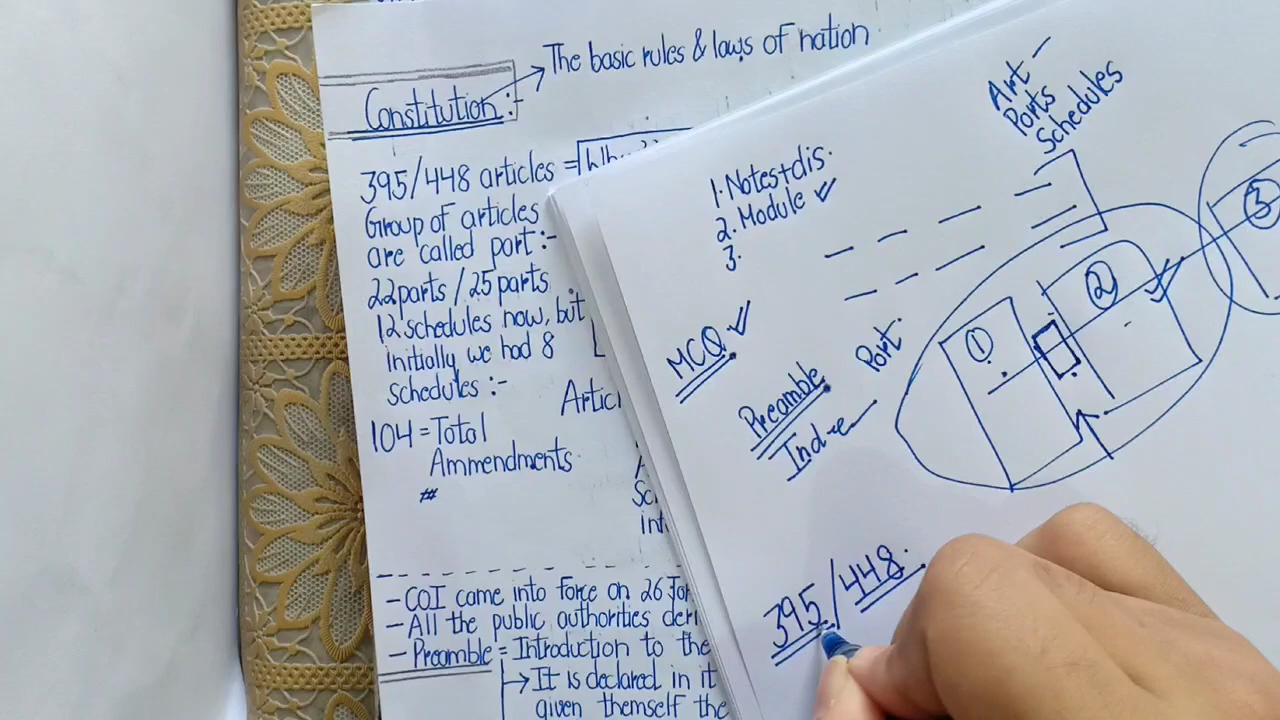 The basic rules & laws of nation
Constitution :-
395/448 articles =
Group of articles
are called part :-
22 parts / 25 parts
12 schedules now, but
initially we had 8
schedules :-
104 = Total
Ammendments
- COI came into force on 26
- All the public authorities
- Preamble = Introduction to the
→ It is declared in it
given themself the
Art -
Parts
Schedules
1. Notes + dis.
2. Module ✓
3.
MCQ. ✓
Part.
Preamble
1
2
3
395/448.